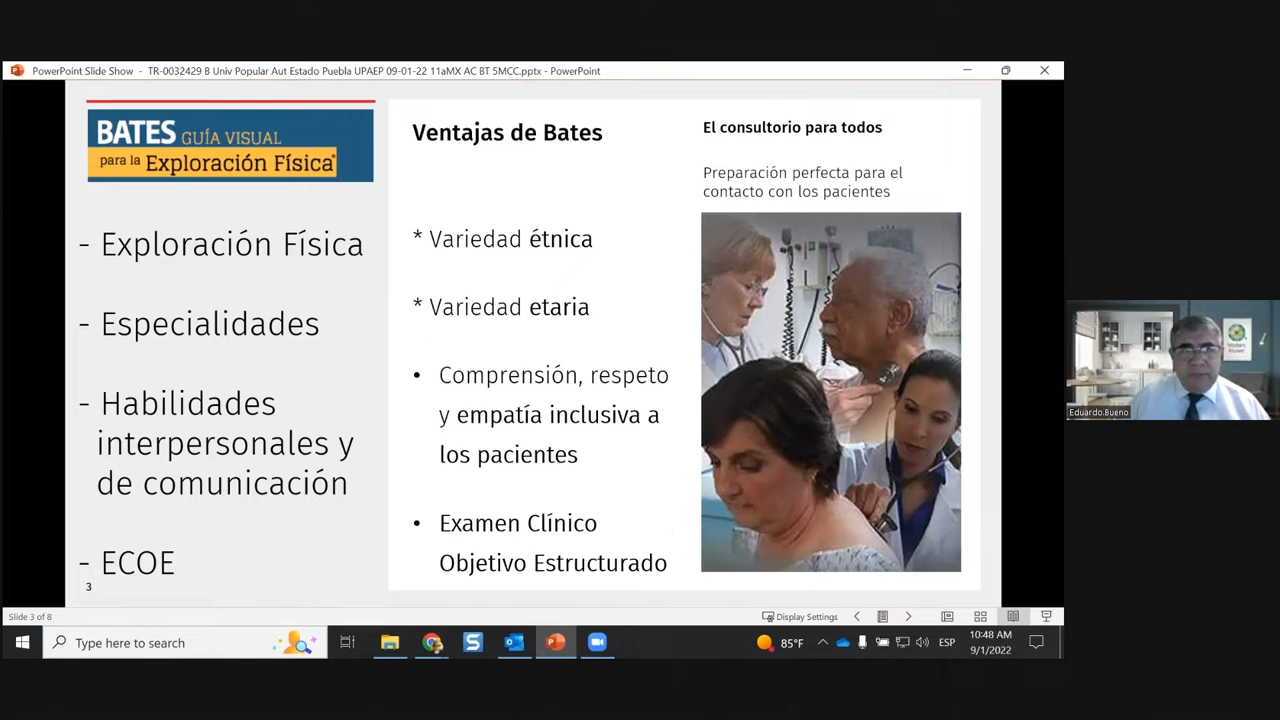 PowerPoint Slide Show - TR-0032429 B Univ Popular Aut Estado Puebla UPAEP 09-01-22 11aMX AC BT 5MCC.pptx - PowerPoint
BATES GUÍA VISUAL
para la Exploración Física
- Exploración Física
- Especialidades
- Habilidades
interpersonales y
de comunicación
- ECOE
3
Ventajas de Bates
* Variedad étnica
* Variedad etaria
• Comprensión, respeto
y empatía inclusiva a
los pacientes
• Examen Clínico
Objetivo Estructurado
El consultorio para todos
Preparación perfecta para el
contacto con los pacientes
Wolters
Kluwer
Eduardo.Bueno
Slide 3 of 8
Display Settings
Type here to search
85°F
ESP
10:48 AM
9/1/2022